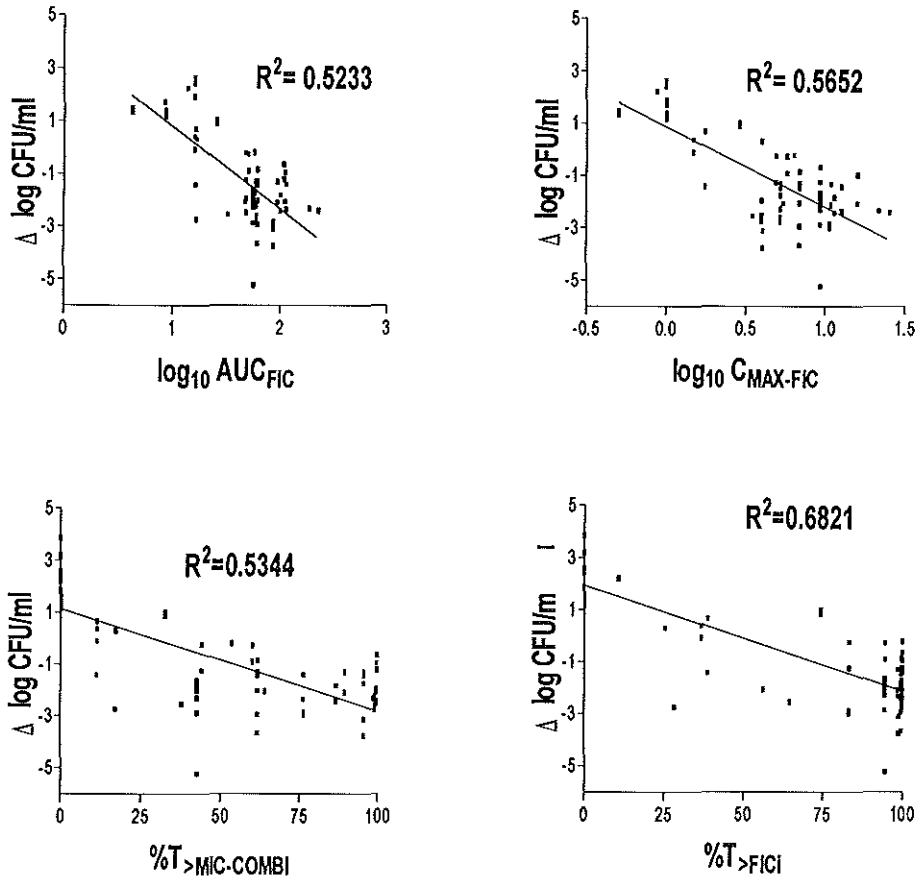 5
3
1
-1
-3
-5
Δ log CFU/ml
R²= 0.5233
0 1 2 3
log₁₀ AUC_FIC
5
3
1
-1
-3
-5
Δ log CFU/ml
R²= 0.5652
-0.5 0.0 0.5 1.0 1.5
log₁₀ C_MAX-FIC
5
3
1
-1
-3
-5
Δ log CFU/ml
R²=0.5344
0 25 50 75 100
%T_>MIC-COMBI
5
3
1
-1
-3
-5
Δ log CFU/m l
R²=0.6821
0 25 50 75 100
%T_>FICi